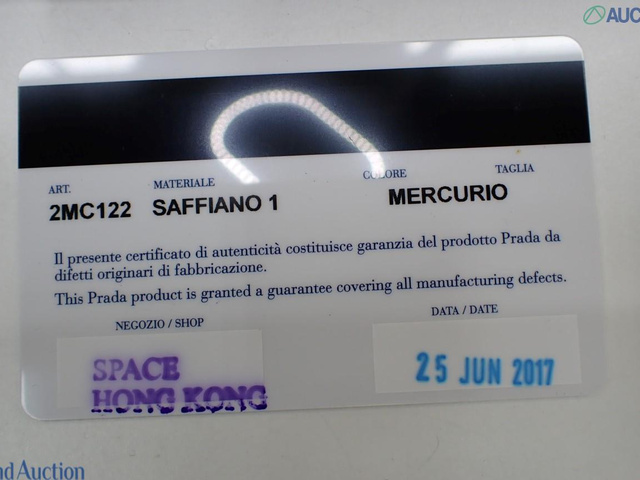 AUC
ART. MATERIALE COLORE TAGLIA
2MC122 SAFFIANO 1 MERCURIO
Il presente certificato di autenticità costituisce garanzia del prodotto Prada da
difetti originari di fabbricazione.
This Prada product is granted a guarantee covering all manufacturing defects.
NEGOZIO / SHOP DATA / DATE
SPACE
HONG KONG
25 JUN 2017
nd Auction